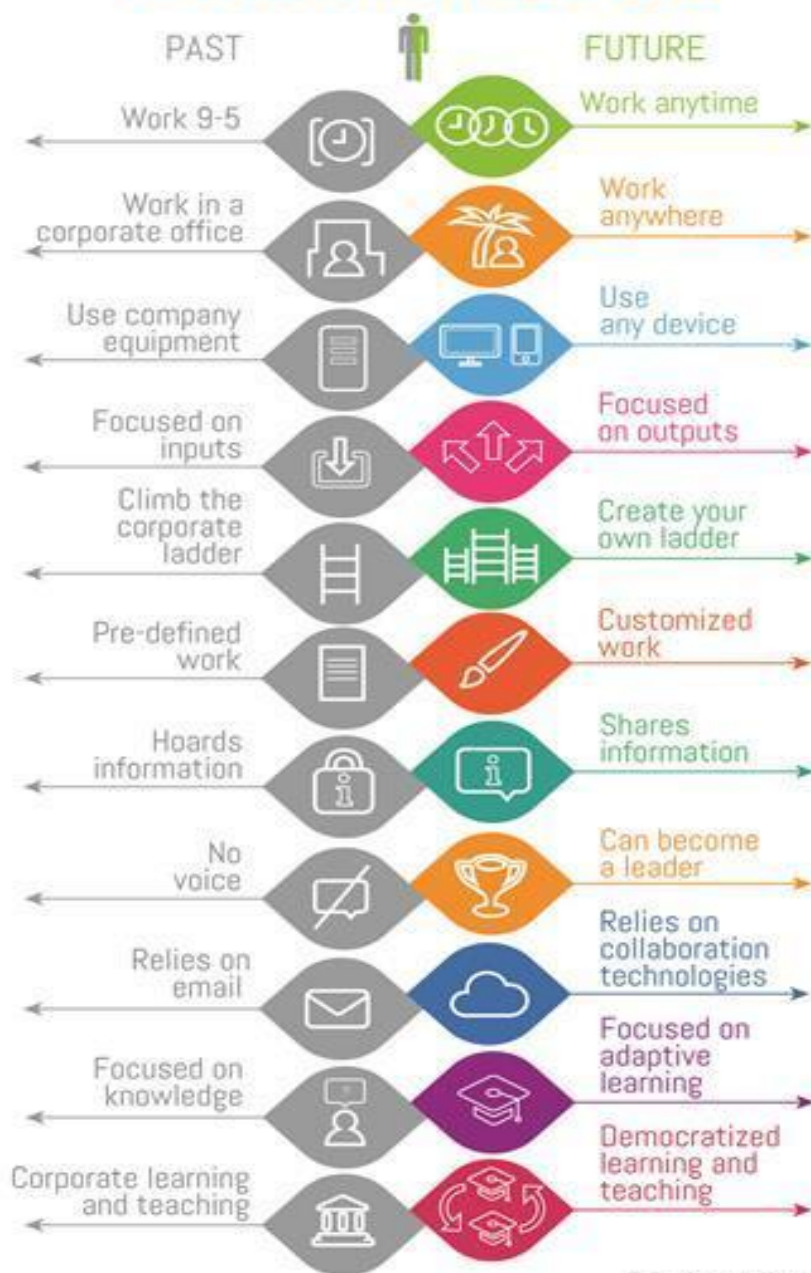 PAST
FUTURE
Work 9-5
Work anytime
Work in a
corporate office
Work
anywhere
Use company
equipment
Use
any device
Focused on
inputs
Focused
on outputs
Climb the
corporate
ladder
Create your
own ladder
Pre-defined
work
Customized
work
Hoards
information
i
Shares
information
i
No
voice
Can become
a leader
Relies on
email
Relies on
collaboration
technologies
Focused on
knowledge
Focused on
adaptive
learning
Corporate learning
and teaching
Democratized
learning and
teaching